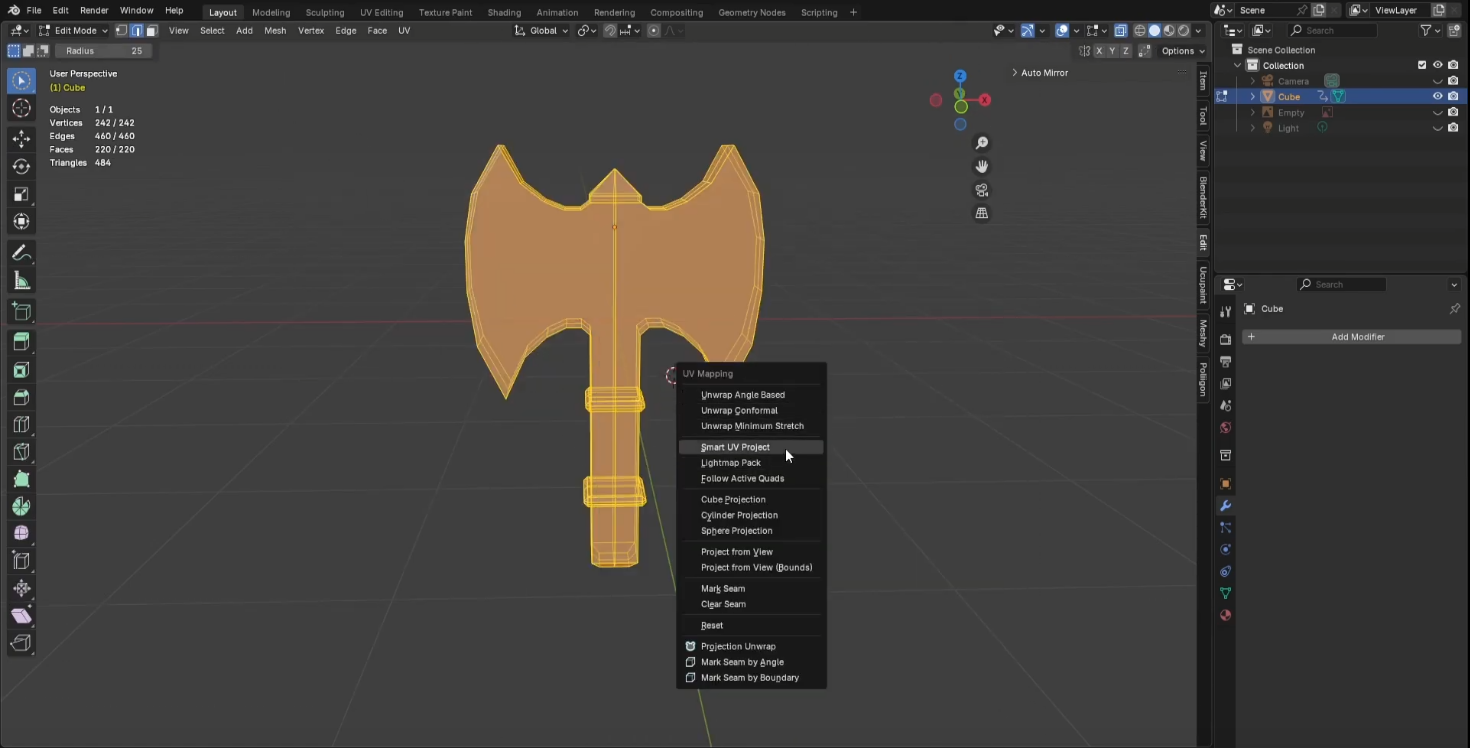 File Edit Render Window Help Layout Modeling Sculpting UV Editing Texture Paint Shading Animation Rendering Compositing Geometry Nodes Scripting + Scene ViewLayer
Edit Mode View Select Add Mesh Vertex Edge Face UV Global Search
Radius 25 X Y Z Options Scene Collection
User Perspective Auto Mirror Collection
(1) Cube Camera
Objects 1 / 1 Cube
Vertices 242 / 242 Empty
Edges 460 / 460 Light
Faces 220 / 220
Triangles 484
Z
X
Item
Tool
View
BlenderKit
Edit
Ucupaint
Meshy
Poliigon
Search
Cube
+ Add Modifier
UV Mapping
Unwrap Angle Based
Unwrap Conformal
Unwrap Minimum Stretch
Smart UV Project
Lightmap Pack
Follow Active Quads
Cube Projection
Cylinder Projection
Sphere Projection
Project from View
Project from View (Bounds)
Mark Seam
Clear Seam
Reset
Projection Unwrap
Mark Seam by Angle
Mark Seam by Boundary